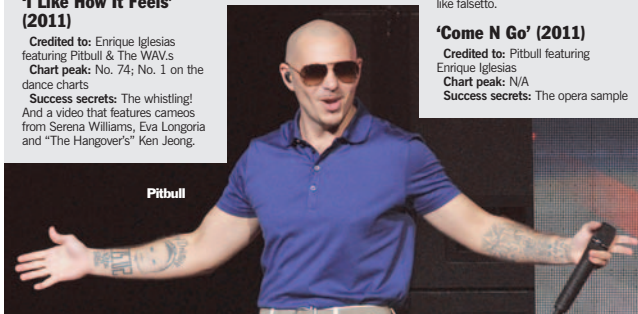 'I Like How It Feels'
(2011)
Credited to: Enrique Iglesias
featuring Pitbull & The WAV.s
Chart peak: No. 74; No. 1 on the
dance charts
Success secrets: The whistling!
And a video that features cameos
from Serena Williams, Eva Longoria
and “The Hangover's” Ken Jeong.
like falsetto.
‘Come N Go’ (2011)
Credited to: Pitbull featuring
Enrique Iglesias
Chart peak: N/A
Success secrets: The opera sample
Pitbull